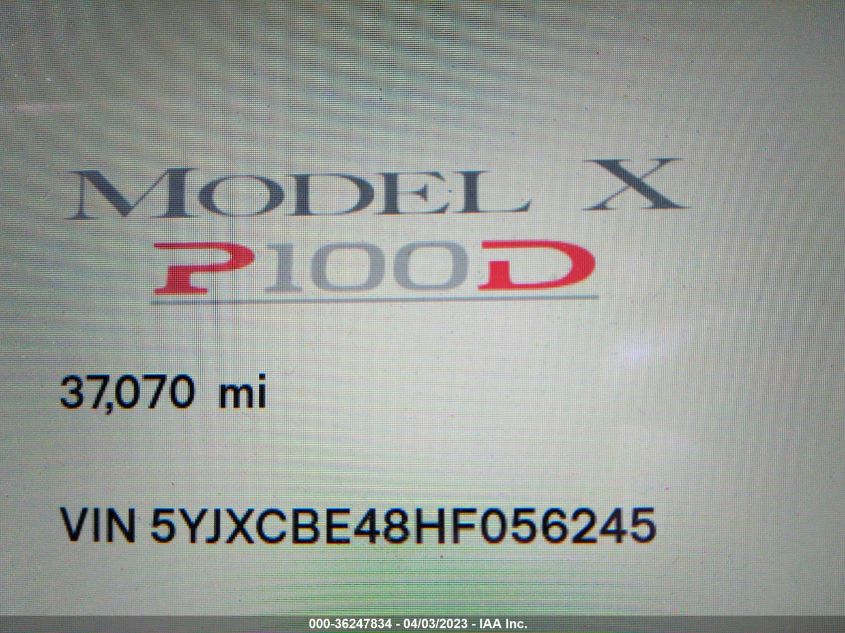 MODEL X
P100D
37,070 mi
VIN 5YJXCBE48HF056245
000-36247834 - 04/03/2023 - IAA Inc.